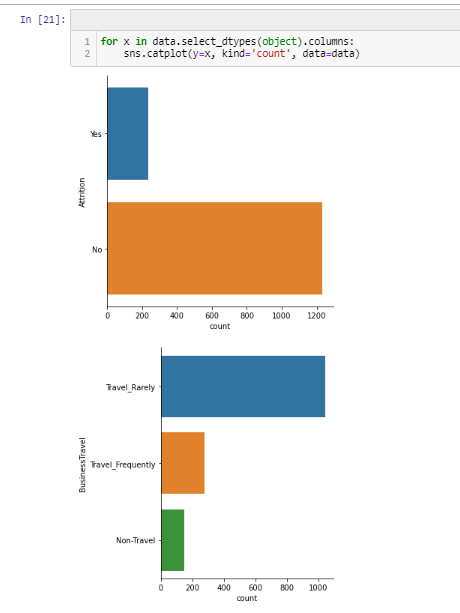 In [21]:
1 for x in data.select_dtypes(object).columns:
2     sns.catplot(y=x, kind='count', data=data)
Yes
Attrition
No
0 200 400 600 800 1000 1200
count
Travel_Rarely
BusinessTravel
Travel_Frequently
Non-Travel
0 200 400 600 800 1000
count